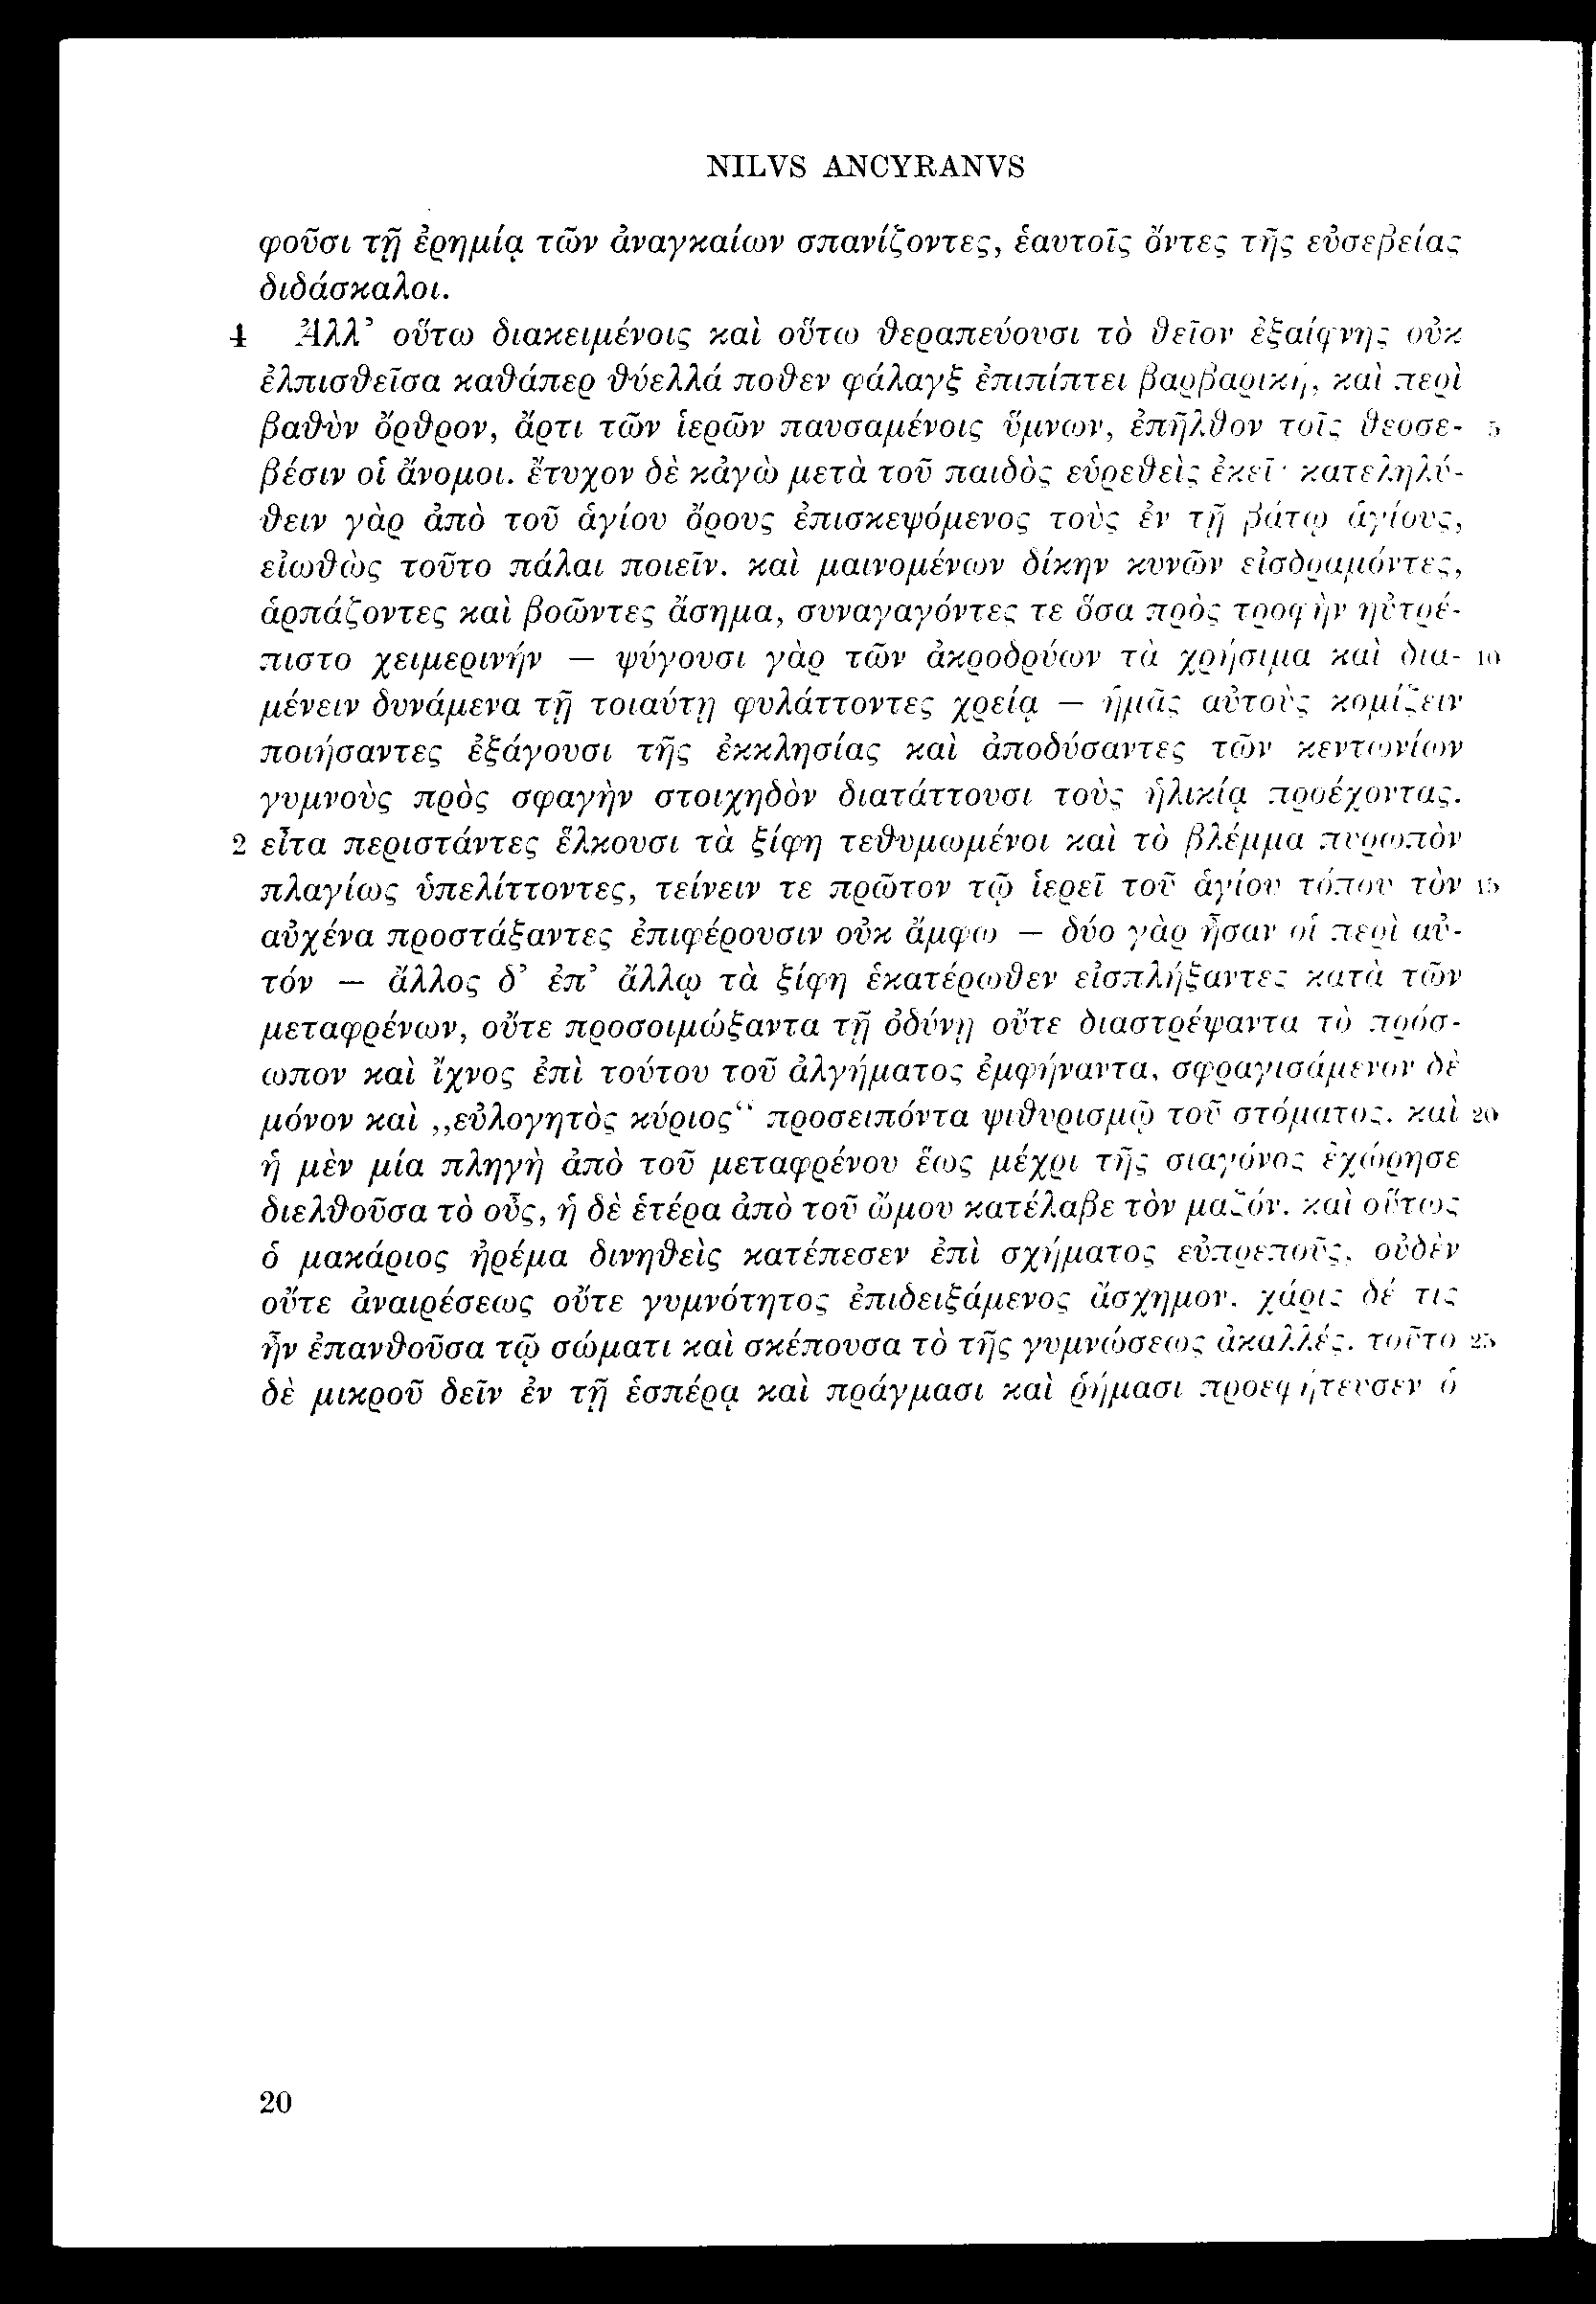 NILVS ANCYRANVS
φοῦσι τῇ ἐρημίᾳ τῶν ἀναγκαίων σπανίζοντες, ἑαυτοῖς ὄντες τῆς εὐσεβείας
διδάσκαλοι.
4 Ἀλλ’ οὕτω διακειμένοις καὶ οὕτω θεραπεύουσι τὸ θεῖον ἐξαίφνης οὐκ
ἐλπισθεῖσα καθάπερ θύελλά ποθεν φάλαγξ ἐπιπίπτει βαρβαρική, καὶ περὶ
βαθὺν ὄρθρον, ἄρτι τῶν ἱερῶν παυσαμένοις ὕμνων, ἐπῆλθον τοῖς θεοσε- 5
βέσιν οἱ ἄνομοι. ἔτυχον δὲ κἀγὼ μετὰ τοῦ παιδὸς εὑρεθεὶς ἐκεῖ· κατεληλύ-
θειν γὰρ ἀπὸ τοῦ ἁγίου ὄρους ἐπισκεψόμενος τοὺς ἐν τῇ βάτῳ ἁγίους,
εἰωθὼς τοῦτο πάλαι ποιεῖν. καὶ μαινομένων δίκην κυνῶν εἰσδραμόντες,
ἁρπάζοντες καὶ βοῶντες ἄσημα, συναγαγόντες τε ὅσα πρὸς τροφὴν ηὐτρέ-
πιστο χειμερινήν — ψύγουσι γὰρ τῶν ἀκροδρύων τὰ χρήσιμα καὶ δια- 10
μένειν δυνάμενα τῇ τοιαύτῃ φυλάττοντες χρείᾳ — ἡμᾶς αὐτοὺς κομίζειν
ποιήσαντες ἐξάγουσι τῆς ἐκκλησίας καὶ ἀποδύσαντες τῶν κεντωνίων
γυμνοὺς πρὸς σφαγὴν στοιχηδὸν διατάττουσι τοὺς ἡλικίᾳ προέχοντας.
2 εἶτα περιστάντες ἕλκουσι τὰ ξίφη τεθυμωμένοι καὶ τὸ βλέμμα πυρωπὸν
πλαγίως ὑπελίττοντες, τείνειν τε πρῶτον τῷ ἱερεῖ τοῦ ἁγίου τόπου τὸν 15
αὐχένα προστάξαντες ἐπιφέρουσιν οὐκ ἄμφω — δύο γὰρ ἦσαν οἱ περὶ αὐ-
τόν — ἄλλος δ’ ἐπ’ ἄλλῳ τὰ ξίφη ἑκατέρωθεν εἰσπλήξαντες κατὰ τῶν
μεταφρένων, οὔτε προσοιμώξαντα τῇ ὀδύνῃ οὔτε διαστρέψαντα τὸ πρόσ-
ωπον καὶ ἴχνος ἐπὶ τούτου τοῦ ἀλγήματος ἐμφήναντα, σφραγισάμενον δὲ
μόνον καὶ „εὐλογητὸς κύριος“ προσειπόντα ψιθυρισμῷ τοῦ στόματος. καὶ 20
ἡ μὲν μία πληγὴ ἀπὸ τοῦ μεταφρένου ἕως μέχρι τῆς σιαγόνος ἐχώρησε
διελθοῦσα τὸ οὖς, ἡ δὲ ἑτέρα ἀπὸ τοῦ ὤμου κατέλαβε τὸν μαζόν. καὶ οὕτως
ὁ μακάριος ἠρέμα δινηθεὶς κατέπεσεν ἐπὶ σχήματος εὐπρεποῦς, οὐδὲν
οὔτε ἀναιρέσεως οὔτε γυμνότητος ἐπιδειξάμενος ἄσχημον. χάρις δέ τις
ἦν ἐπανθοῦσα τῷ σώματι καὶ σκέπουσα τὸ τῆς γυμνώσεως ἀκαλλές. τοῦτο 25
δὲ μικροῦ δεῖν ἐν τῇ ἑσπέρᾳ καὶ πράγμασι καὶ ῥήμασι προεφήτευσεν ὁ
20